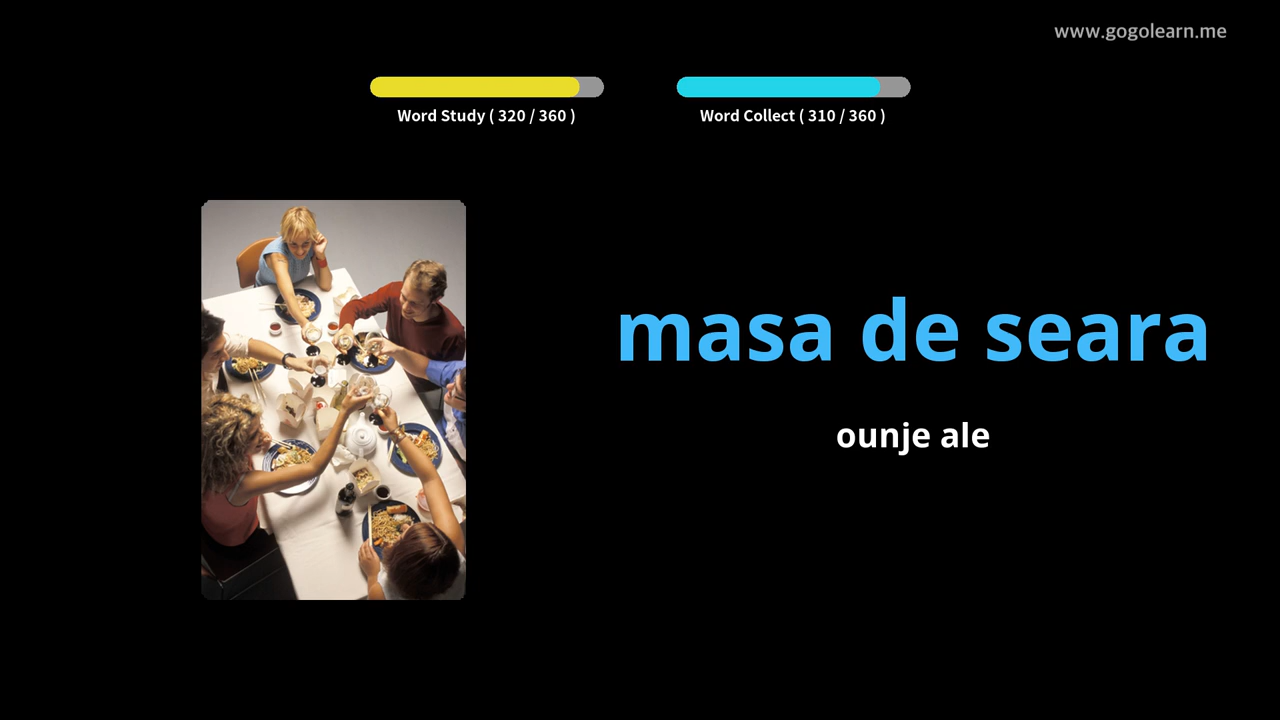 www.gogolearn.me
Word Study ( 320 / 360 )
Word Collect ( 310 / 360 )
masa de seara
ounje ale